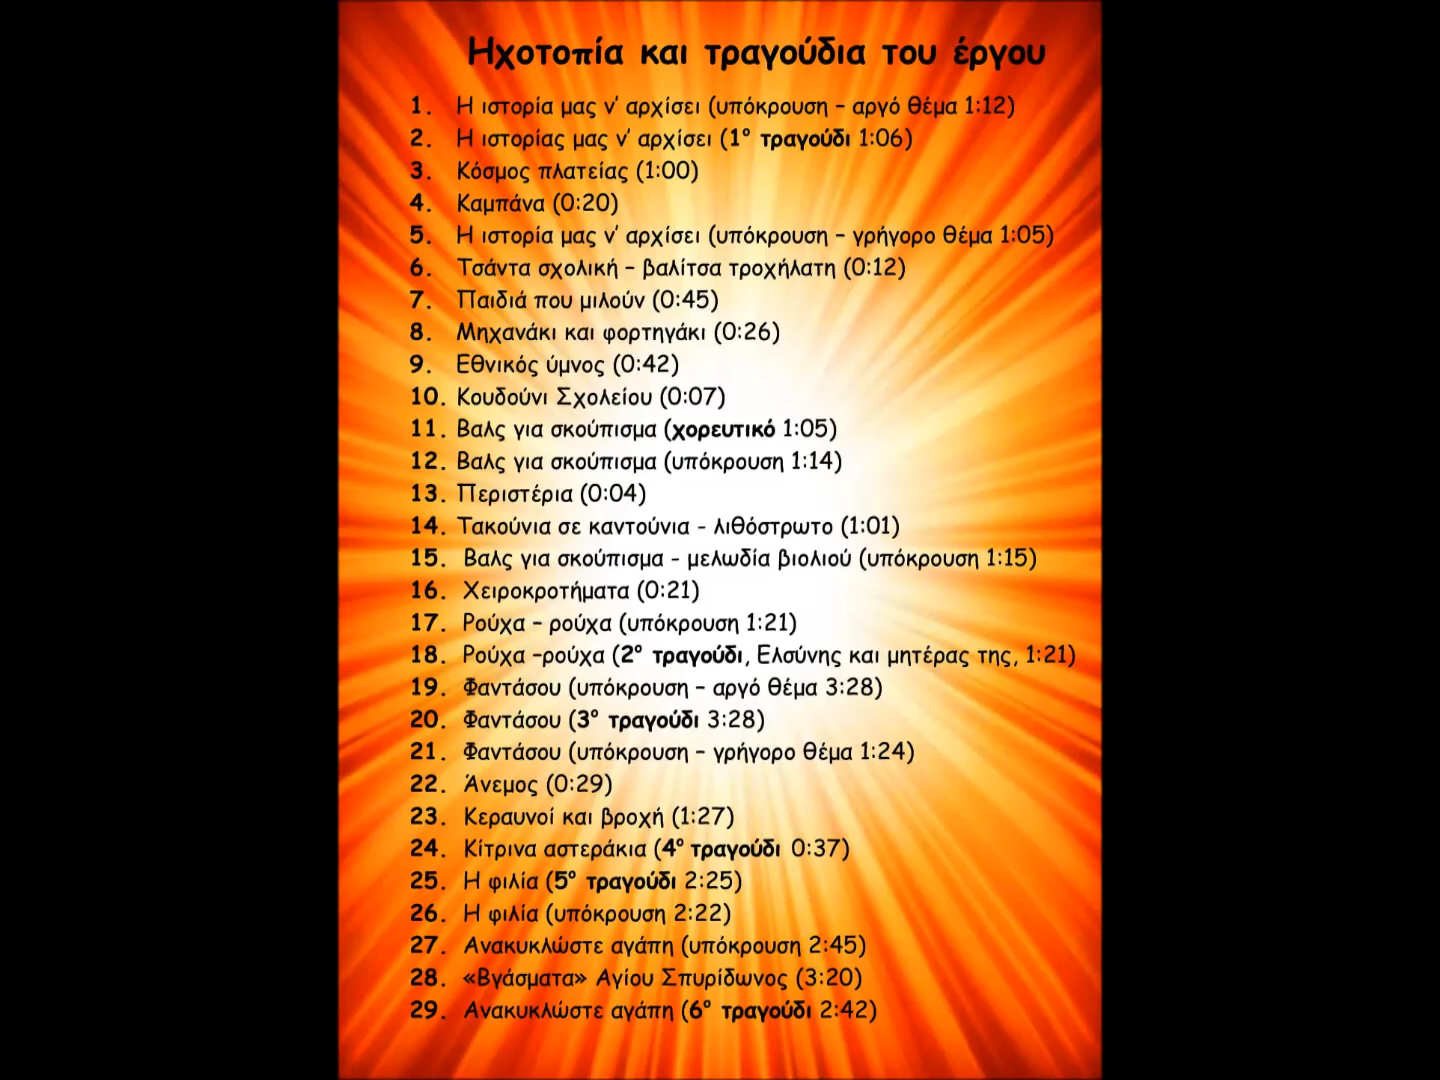 Ηχοτοπία και τραγούδια του έργου
1. Η ιστορία μας ν' αρχίσει (υπόκρουση – αργό θέμα 1:12)
2. Η ιστορίας μας ν' αρχίσει (1° τραγούδι 1:06)
3. Κόσμος πλατείας (1:00)
4. Καμπάνα (0:20)
5. Η ιστορία μας ν' αρχίσει (υπόκρουση – γρήγορο θέμα 1:05)
6. Τσάντα σχολική – βαλίτσα τροχήλατη (0:12)
7. Παιδιά που μιλούν (0:45)
8. Μηχανάκι και φορτηγάκι (0:26)
9. Εθνικός ύμνος (0:42)
10. Κουδούνι Σχολείου (0:07)
11. Βαλς για σκούπισμα (χορευτικό 1:05)
12. Βαλς για σκούπισμα (υπόκρουση 1:14)
13. Περιστέρια (0:04)
14. Τακούνια σε καντούνια - λιθόστρωτο (1:01)
15. Βαλς για σκούπισμα - μελωδία βιολιού (υπόκρουση 1:15)
16. Χειροκροτήματα (0:21)
17. Ρούχα – ρούχα (υπόκρουση 1:21)
18. Ρούχα –ρούχα (2° τραγούδι, Ελσύνης και μητέρας της, 1:21)
19. Φαντάσου (υπόκρουση – αργό θέμα 3:28)
20. Φαντάσου (3° τραγούδι 3:28)
21. Φαντάσου (υπόκρουση – γρήγορο θέμα 1:24)
22. Άνεμος (0:29)
23. Κεραυνοί και βροχή (1:27)
24. Κίτρινα αστεράκια (4° τραγούδι 0:37)
25. Η φιλία (5° τραγούδι 2:25)
26. Η φιλία (υπόκρουση 2:22)
27. Ανακυκλώστε αγάπη (υπόκρουση 2:45)
28. «Βγάσματα» Αγίου Σπυρίδωνος (3:20)
29. Ανακυκλώστε αγάπη (6° τραγούδι 2:42)